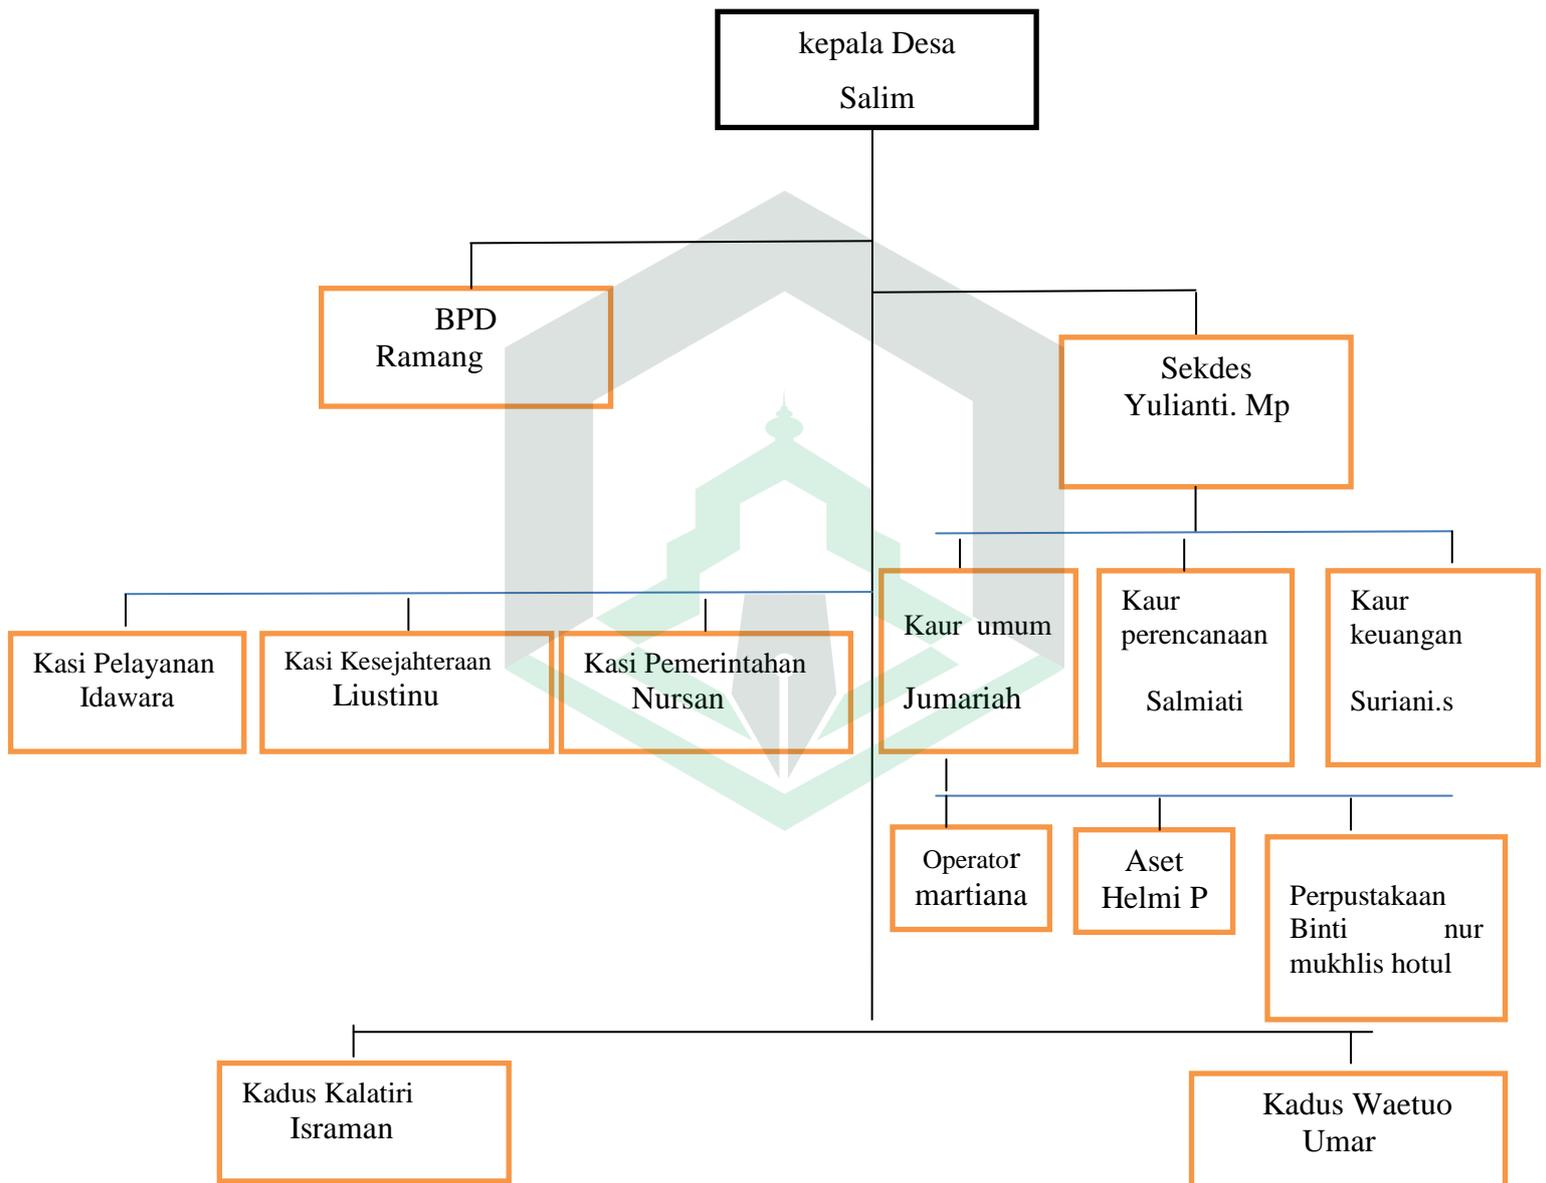 kepala Desa
Salim
BPD
Ramang
Sekdes
Yulianti. Mp
Kasi Pelayanan
Idawara
Kasi Kesejahteraan
Liustinu
Kasi Pemerintahan
Nursan
Kaur umum
Jumariah
Kaur
perencanaan
Salmiati
Kaur
keuangan
Suriani.s
Operator
martiana
Aset
Helmi P
Perpustakaan
Binti nur
mukhlis hotul
Kadus Kalatiri
Israman
Kadus Waetuo
Umar